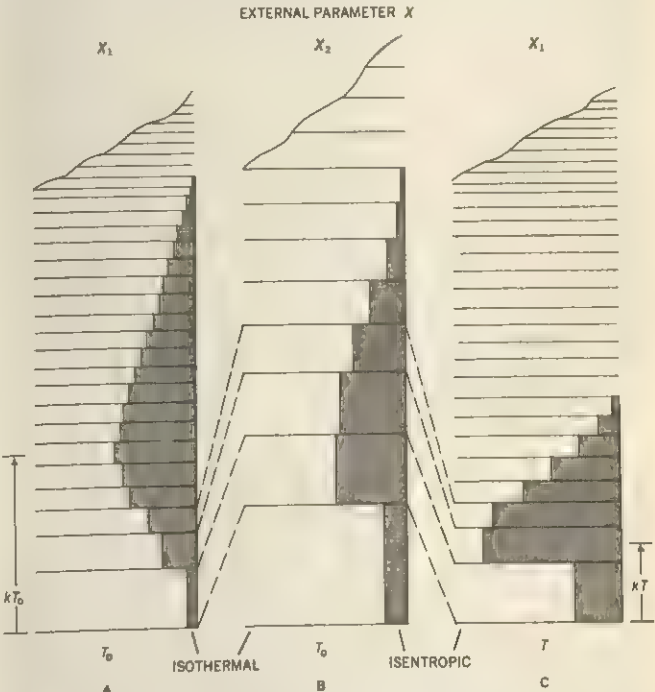 EXTERNAL PARAMETER X
X₁ X₂ X₁
kT₀
kT
T₀ T₀ T
ISOTHERMAL ISENTROPIC
A B C